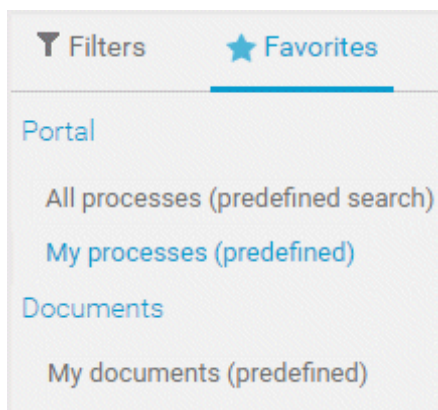 Filters Favorites
Portal
All processes (predefined search)
My processes (predefined)
Documents
My documents (predefined)